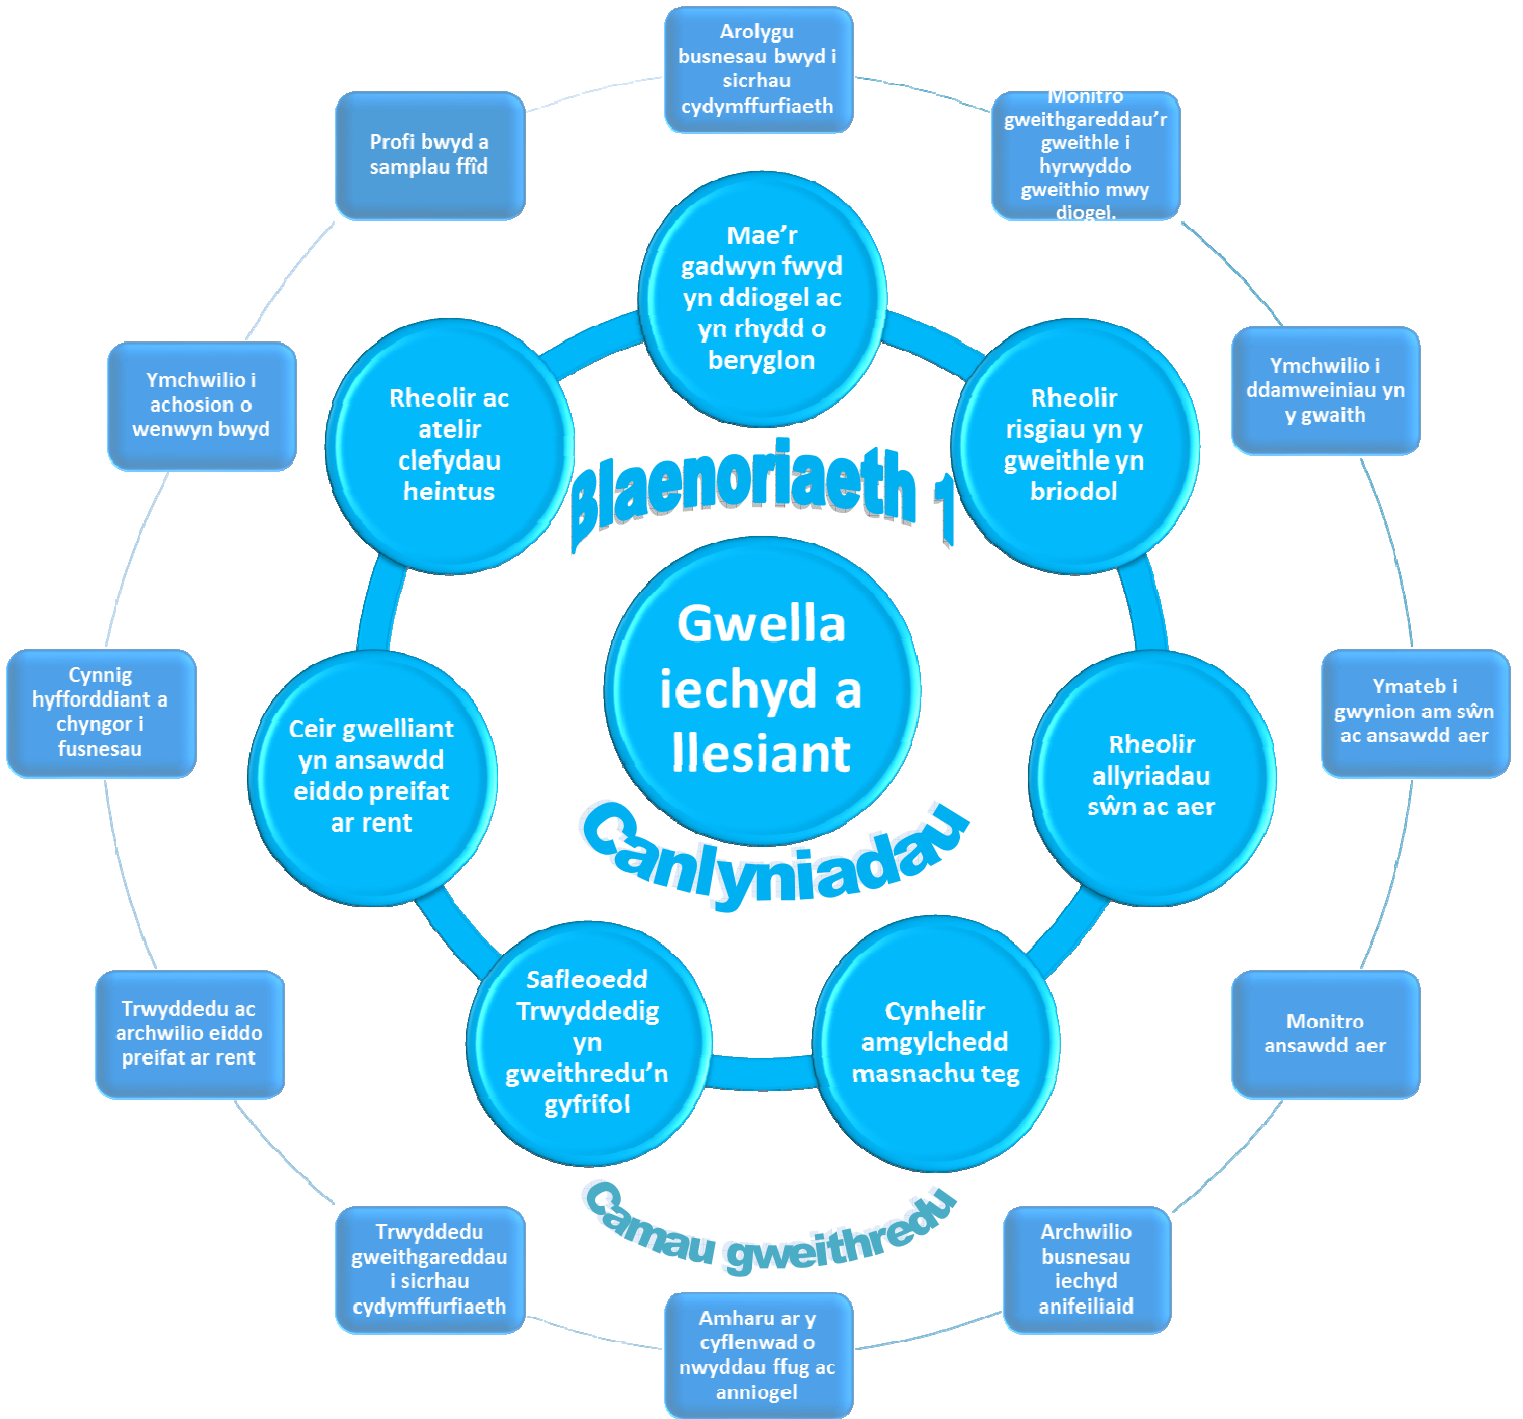 Arolygu
busnesau bwyd i
sicrhau
cydymffurfiaeth
Monitro
gweithgareddau'r
gweithle i
hyrwyddo
gweithio mwy
diogel.
Profi bwyd a
samplau ffîd
Mae'r
gadwyn fwyd
yn ddiogel ac
yn rhydd o
beryglon
Ymchwilio i
achosion o
wenwyn bwyd
Rheolir ac
atelir
clefydau
heintus
Rheolir
risgiau yn y
gweithle yn
briodol
Ymchwilio i
ddamweiniau yn
y gwaith
Blaenoriaeth 1
Gwella
iechyd a
llesiant
Canlyniadau
Cynnig
hyfforddiant a
chyngor i
fusnesau
Ceir gwelliant
yn ansawdd
eiddo preifat
ar rent
Rheolir
allyriadau
sŵn ac aer
Ymateb i
gwynion am sŵn
ac ansawdd aer
Trwyddedu ac
archwilio eiddo
preifat ar rent
Safleoedd
Trwyddedig
yn
gweithredu'n
gyfrifol
Cynhelir
amgylchedd
masnachu teg
Monitro
ansawdd aer
Camau gweithredu
Trwyddedu
gweithgareddau
i sicrhau
cydymffurfiaeth
Amharu ar y
cyflenwad o
nwyddau ffug ac
anniogel
Archwilio
busnesau
iechyd
anifeiliaid